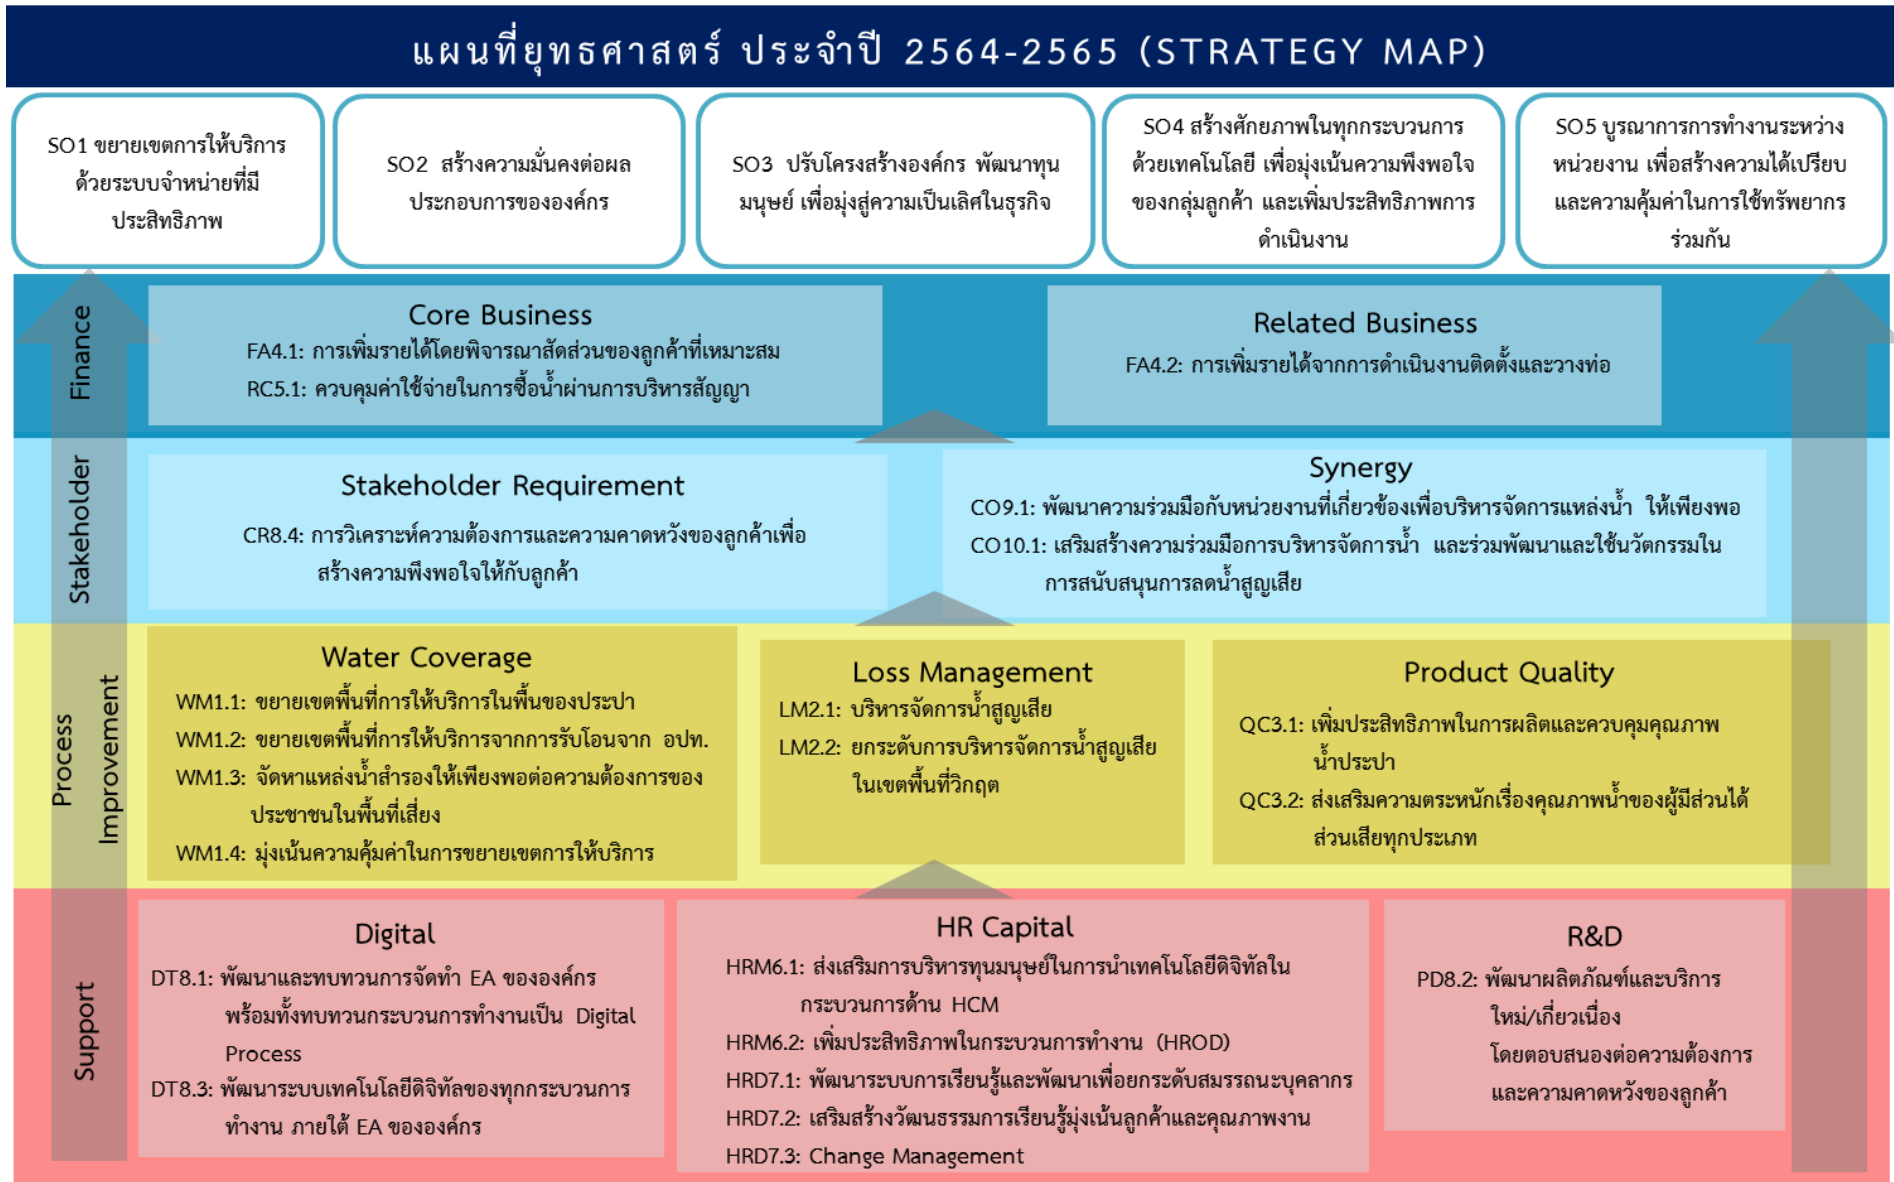 แผนที่ยุทธศาสตร์ ประจำปี 2564-2565 (STRATEGY MAP)
SO1 ขยายเขตการให้บริการ
ด้วยระบบจำหน่ายที่มี
ประสิทธิภาพ
SO2 สร้างความมั่นคงต่อผล
ประกอบการขององค์กร
SO3 ปรับโครงสร้างองค์กร พัฒนาทุน
มนุษย์ เพื่อมุ่งสู่ความเป็นเลิศในธุรกิจ
SO4 สร้างศักยภาพในทุกกระบวนการ
ด้วยเทคโนโลยี เพื่อมุ่งเน้นความพึงพอใจ
ของกลุ่มลูกค้า และเพิ่มประสิทธิภาพการ
ดำเนินงาน
SO5 บูรณาการการทำงานระหว่าง
หน่วยงาน เพื่อสร้างความได้เปรียบ
และความคุ้มค่าในการใช้ทรัพยากร
ร่วมกัน
Finance
Core Business
FA4.1: การเพิ่มรายได้โดยพิจารณาสัดส่วนของลูกค้าที่เหมาะสม
RC5.1: ควบคุมค่าใช้จ่ายในการซื้อน้ำผ่านการบริหารสัญญา
Related Business
FA4.2: การเพิ่มรายได้จากการดำเนินงานติดตั้งและวางท่อ
Stakeholder
Stakeholder Requirement
CR8.4: การวิเคราะห์ความต้องการและความคาดหวังของลูกค้าเพื่อ
สร้างความพึงพอใจให้กับลูกค้า
Synergy
CO9.1: พัฒนาความร่วมมือกับหน่วยงานที่เกี่ยวข้องเพื่อบริหารจัดการแหล่งน้ำ ให้เพียงพอ
CO10.1: เสริมสร้างความร่วมมือการบริหารจัดการน้ำ และร่วมพัฒนาและใช้นวัตกรรมใน
การสนับสนุนการลดน้ำสูญเสีย
Process
Improvement
Water Coverage
WM1.1: ขยายเขตพื้นที่การให้บริการในพื้นของประปา
WM1.2: ขยายเขตพื้นที่การให้บริการจากการรับโอนจาก อปท.
WM1.3: จัดหาแหล่งน้ำสำรองให้เพียงพอต่อความต้องการของ
ประชาชนในพื้นที่เสี่ยง
WM1.4: มุ่งเน้นความคุ้มค่าในการขยายเขตการให้บริการ
Loss Management
LM2.1: บริหารจัดการน้ำสูญเสีย
LM2.2: ยกระดับการบริหารจัดการน้ำสูญเสีย
ในเขตพื้นที่วิกฤต
Product Quality
QC3.1: เพิ่มประสิทธิภาพในการผลิตและควบคุมคุณภาพ
น้ำประปา
QC3.2: ส่งเสริมความตระหนักเรื่องคุณภาพน้ำของผู้มีส่วนได้
ส่วนเสียทุกประเภท
Support
Digital
DT8.1: พัฒนาและทบทวนการจัดทำ EA ขององค์กร
พร้อมทั้งทบทวนกระบวนการทำงานเป็น Digital
Process
DT8.3: พัฒนาระบบเทคโนโลยีดิจิทัลของทุกกระบวนการ
ทำงาน ภายใต้ EA ขององค์กร
HR Capital
HRM6.1: ส่งเสริมการบริหารทุนมนุษย์ในการนำเทคโนโลยีดิจิทัลใน
กระบวนการด้าน HCM
HRM6.2: เพิ่มประสิทธิภาพในกระบวนการทำงาน (HROD)
HRD7.1: พัฒนาระบบการเรียนรู้และพัฒนาเพื่อยกระดับสมรรถนะบุคลากร
HRD7.2: เสริมสร้างวัฒนธรรมการเรียนรู้มุ่งเน้นลูกค้าและคุณภาพงาน
HRD7.3: Change Management
R&D
PD8.2: พัฒนาผลิตภัณฑ์และบริการ
ใหม่/เกี่ยวเนื่อง
โดยตอบสนองต่อความต้องการ
และความคาดหวังของลูกค้า